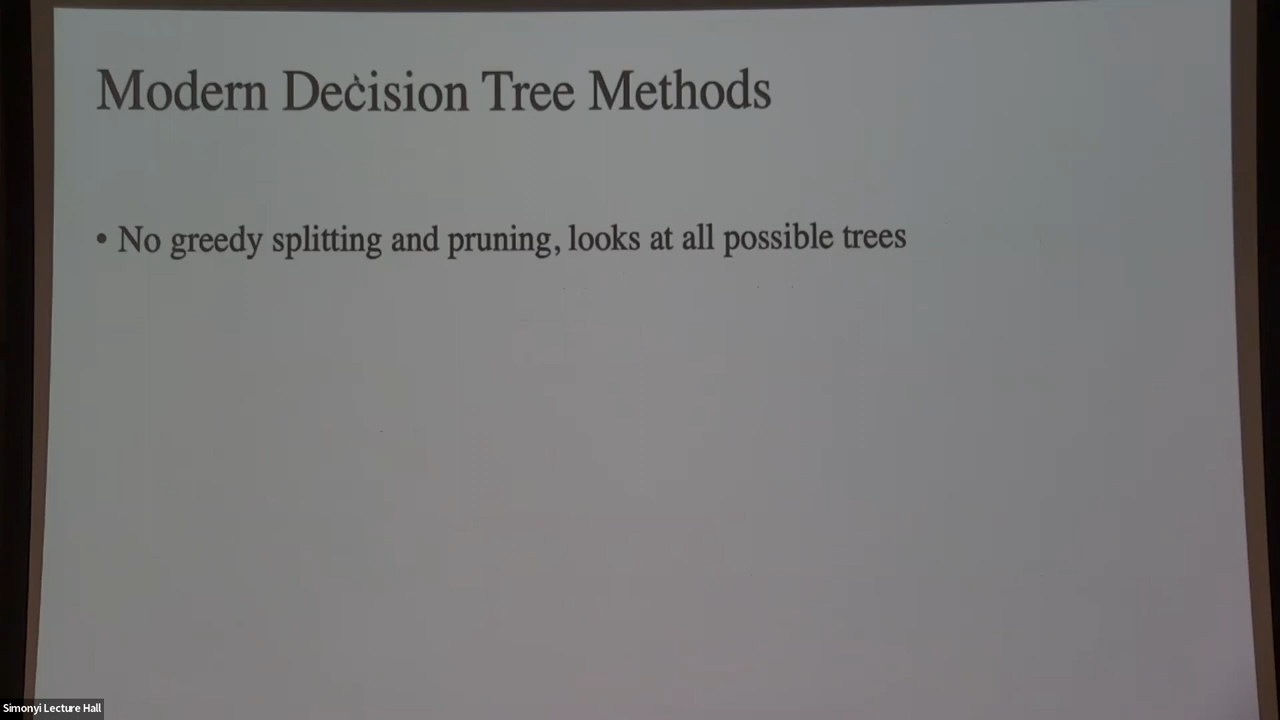 Modern Decision Tree Methods
• No greedy splitting and pruning, looks at all possible trees
Simonyi Lecture Hall